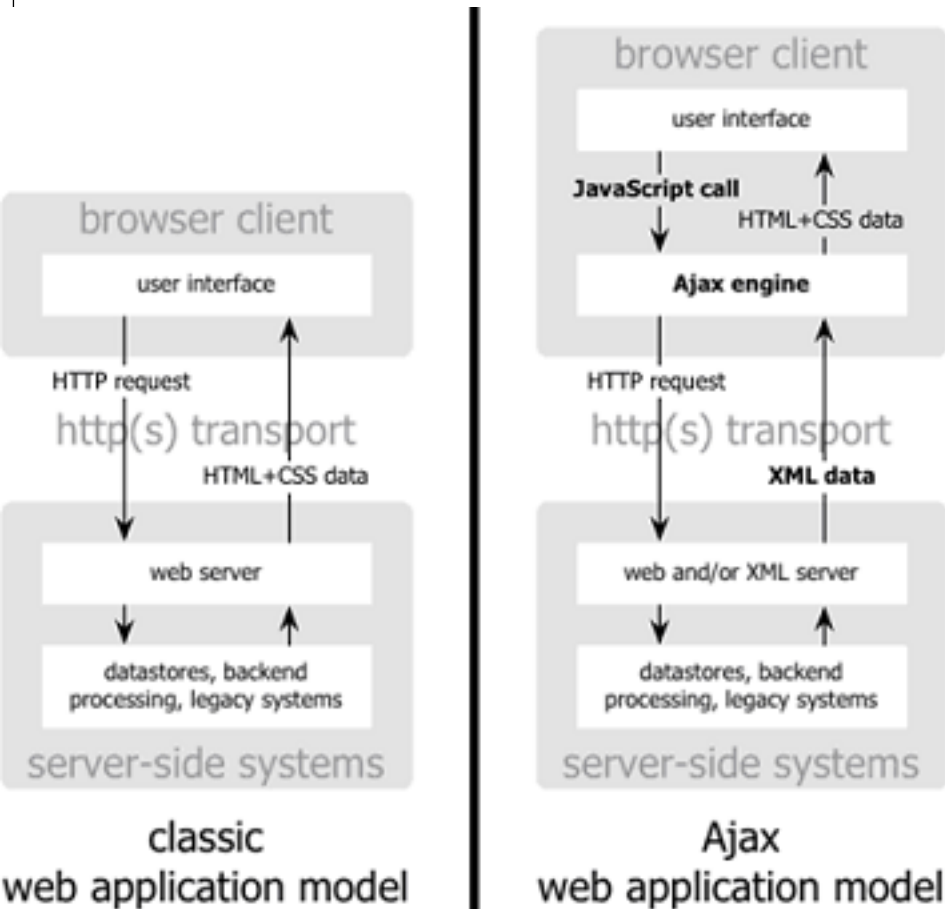 browser client
user interface
HTTP request
http(s) transport
HTML+CSS data
web server
datastores, backend
processing, legacy systems
server-side systems
classic
web application model
browser client
user interface
JavaScript call
HTML+CSS data
Ajax engine
HTTP request
http(s) transport
XML data
web and/or XML server
datastores, backend
processing, legacy systems
server-side systems
Ajax
web application model